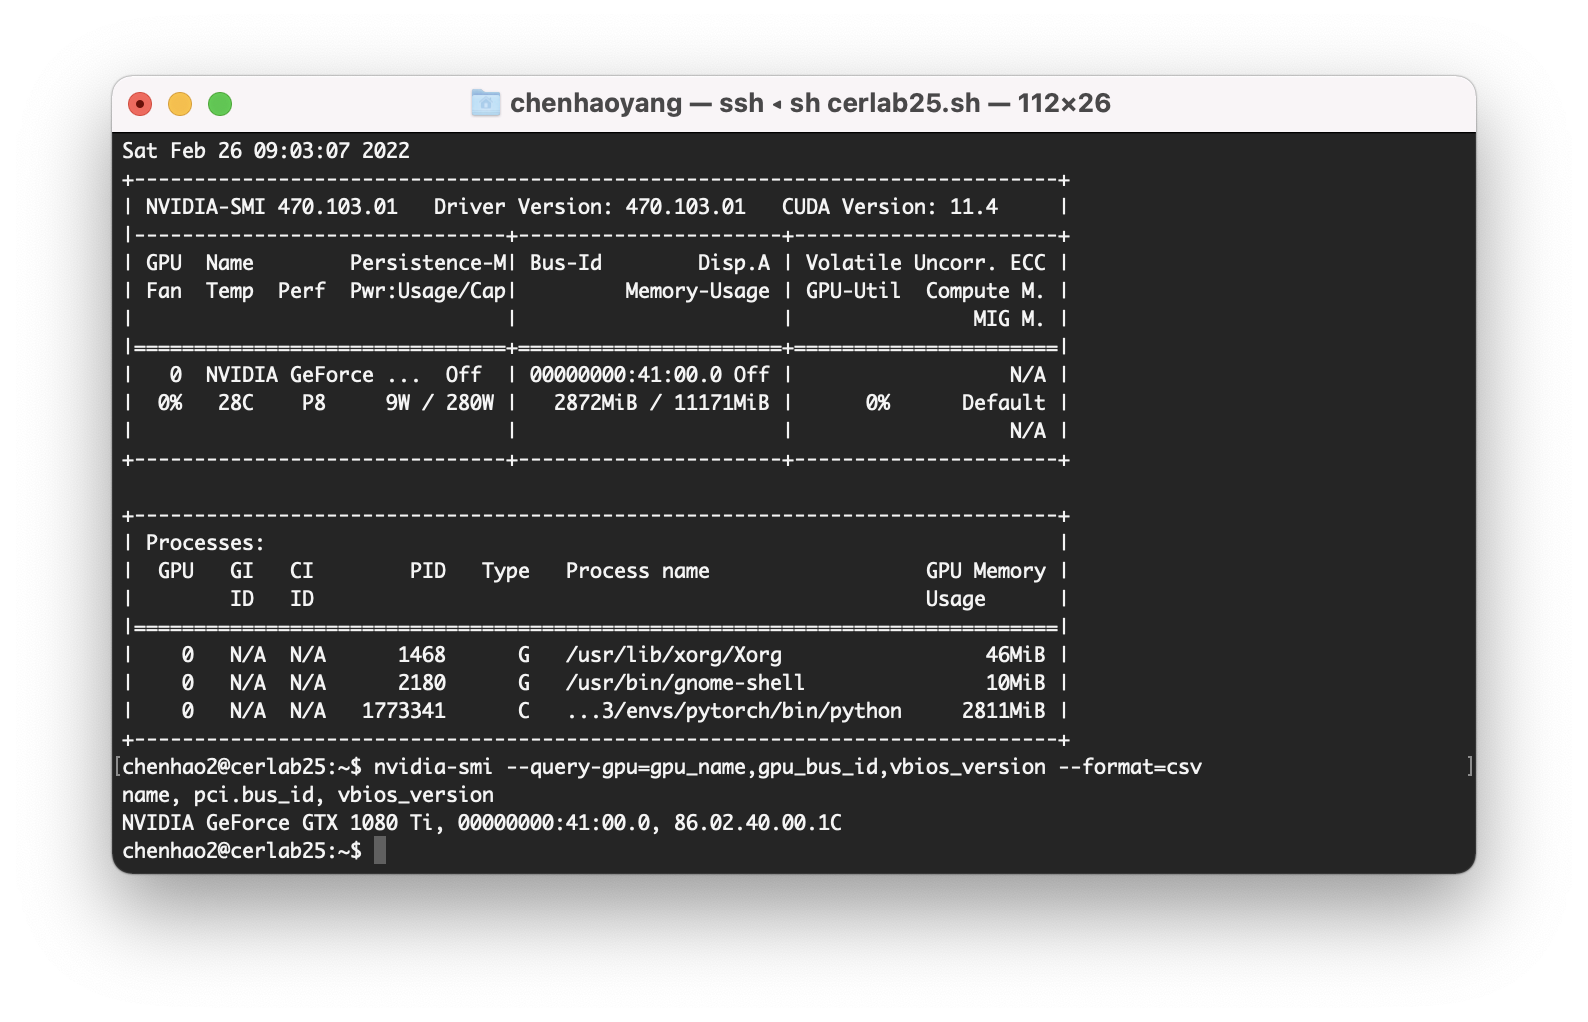 chenhaoyang — ssh ◂ sh cerlab25.sh — 112×26
Sat Feb 26 09:03:07 2022
+-----------------------------------------------------------------------------+
| NVIDIA-SMI 470.103.01   Driver Version: 470.103.01   CUDA Version: 11.4     |
|-------------------------------+----------------------+----------------------+
| GPU  Name        Persistence-M| Bus-Id        Disp.A | Volatile Uncorr. ECC |
| Fan  Temp  Perf  Pwr:Usage/Cap|         Memory-Usage | GPU-Util  Compute M. |
|                               |                      |               MIG M. |
|===============================+======================+======================|
|   0  NVIDIA GeForce ...  Off  | 00000000:41:00.0 Off |                  N/A |
|  0%   28C    P8     9W / 280W |   2872MiB / 11171MiB |      0%      Default |
|                               |                      |                  N/A |
+-------------------------------+----------------------+----------------------+
+-----------------------------------------------------------------------------+
| Processes:                                                                  |
|  GPU   GI   CI        PID   Type   Process name                  GPU Memory |
|        ID   ID                                                   Usage      |
|=============================================================================|
|    0   N/A  N/A      1468      G   /usr/lib/xorg/Xorg                 46MiB |
|    0   N/A  N/A      2180      G   /usr/bin/gnome-shell               10MiB |
|    0   N/A  N/A   1773341      C   ...3/envs/pytorch/bin/python     2811MiB |
+-----------------------------------------------------------------------------+
[chenhao2@cerlab25:~$ nvidia-smi --query-gpu=gpu_name,gpu_bus_id,vbios_version --format=csv ]
name, pci.bus_id, vbios_version
NVIDIA GeForce GTX 1080 Ti, 00000000:41:00.0, 86.02.40.00.1C
chenhao2@cerlab25:~$